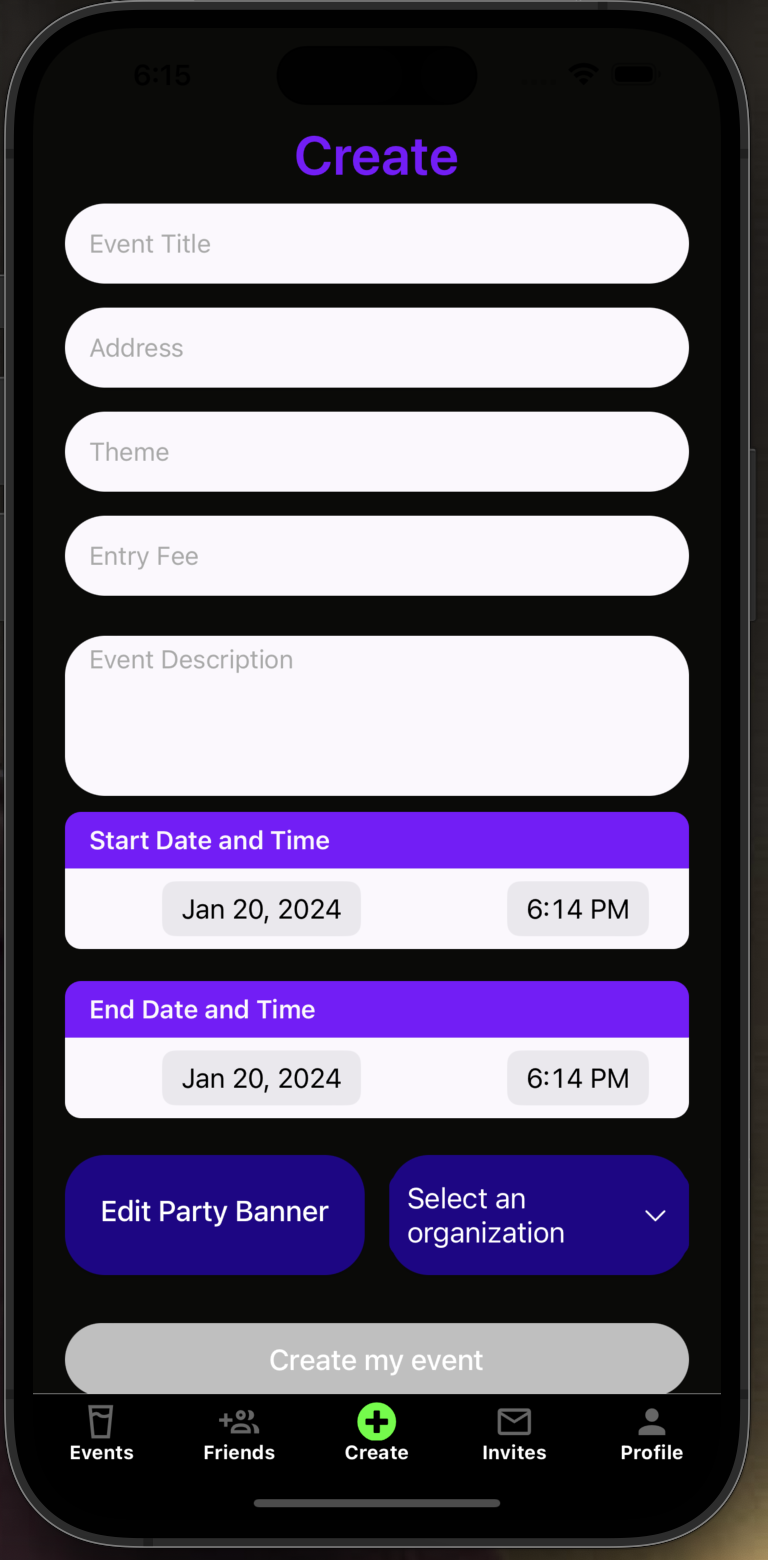 6:15
Create
Event Title
Address
Theme
Entry Fee
Event Description
Start Date and Time
Jan 20, 2024 6:14 PM
End Date and Time
Jan 20, 2024 6:14 PM
Edit Party Banner
Select an
organization
Create my event
Events Friends Create Invites Profile